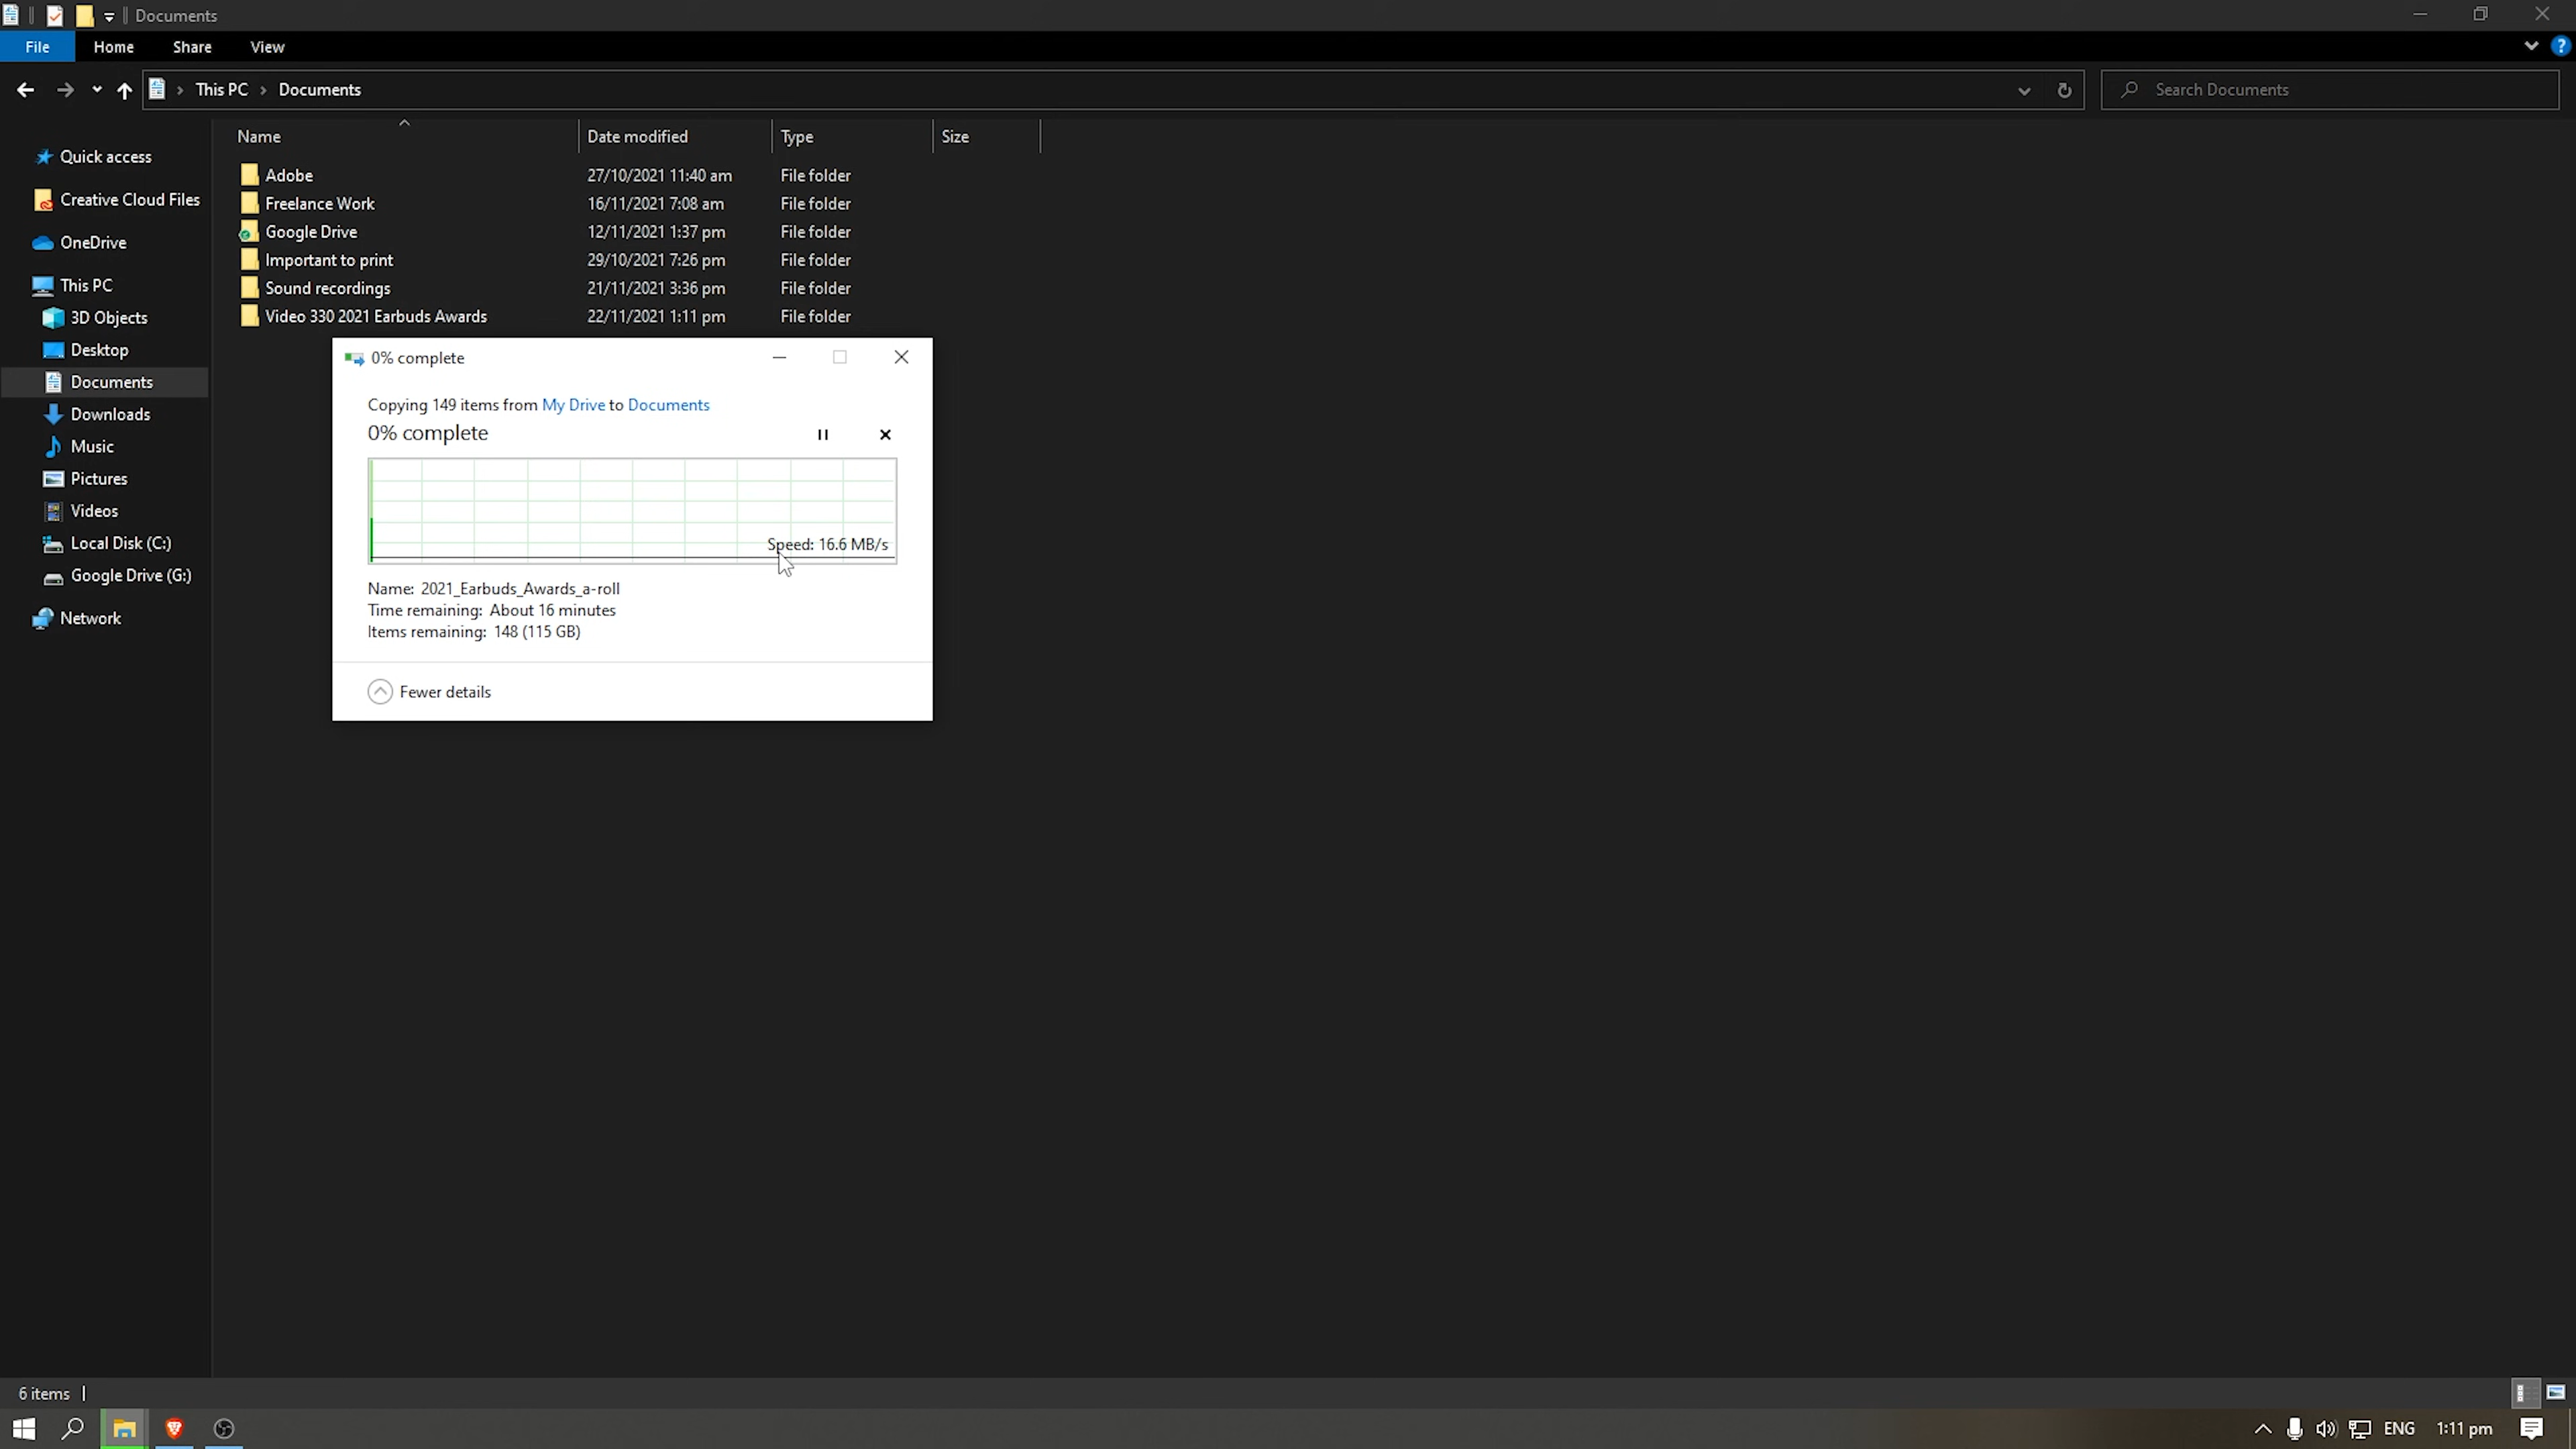 Documents
File Home Share View
This PC Documents
Search Documents
Name Date modified Type Size
Quick access
Creative Cloud Files
OneDrive
This PC
3D Objects
Desktop
Documents
Downloads
Music
Pictures
Videos
Local Disk (C:)
Google Drive (G:)
Network
Adobe 27/10/2021 11:40 am File folder
Freelance Work 16/11/2021 7:08 am File folder
Google Drive 12/11/2021 1:37 pm File folder
Important to print 29/10/2021 7:26 pm File folder
Sound recordings 21/11/2021 3:36 pm File folder
Video 330 2021 Earbuds Awards 22/11/2021 1:11 pm File folder
0% complete
Copying 149 items from My Drive to Documents
0% complete
Speed: 16.6 MB/s
Name: 2021_Earbuds_Awards_a-roll
Time remaining: About 16 minutes
Items remaining: 148 (115 GB)
Fewer details
6 items
ENG 1:11 pm